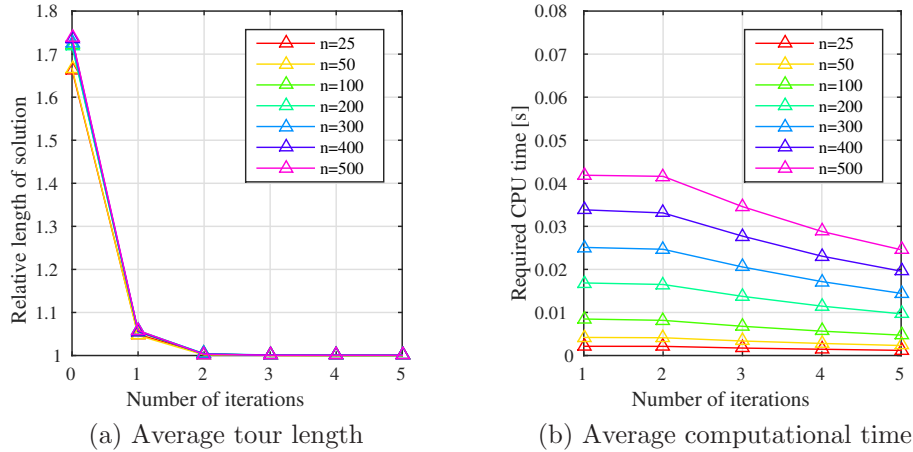 1.8
1.7
1.6
1.5
1.4
1.3
1.2
1.1
1
Relative length of solution
n=25
n=50
n=100
n=200
n=300
n=400
n=500
0 1 2 3 4 5
Number of iterations
(a) Average tour length
0.08
0.07
0.06
0.05
0.04
0.03
0.02
0.01
0
Required CPU time [s]
n=25
n=50
n=100
n=200
n=300
n=400
n=500
1 2 3 4 5
Number of iterations
(b) Average computational time